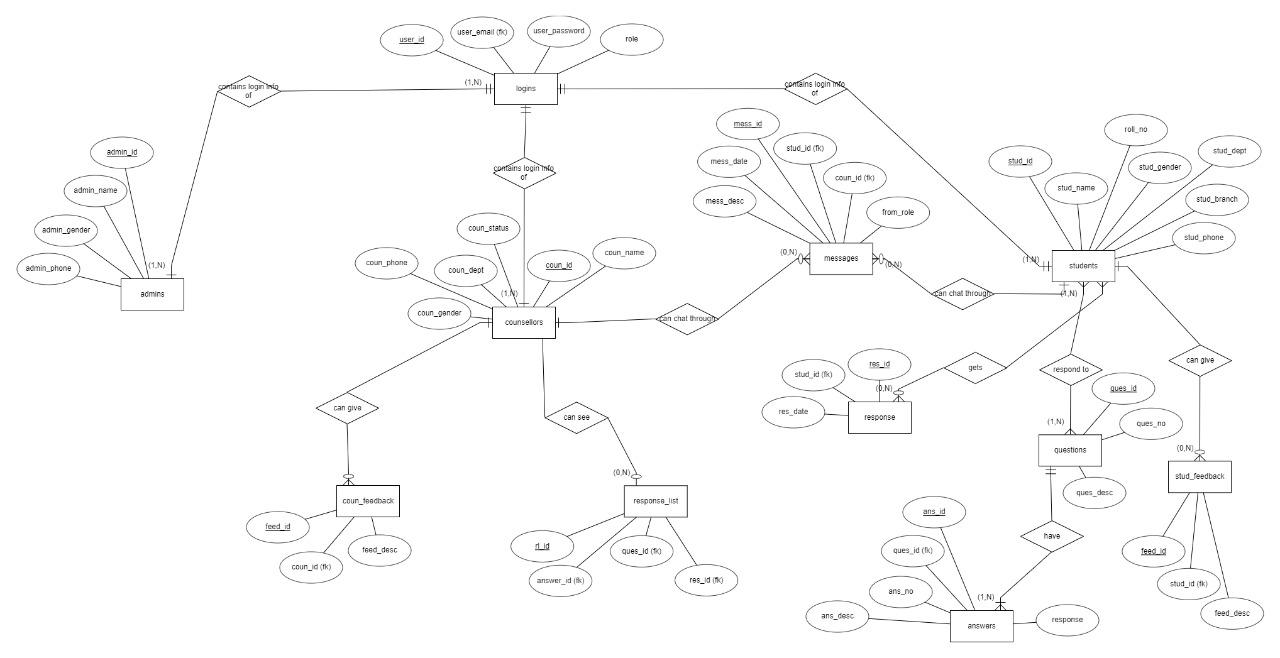 user_id
user_email (fk)
user_password
role
logins
(1,N)
contains login info
of
contains login info
of
contains login info
of
admin_id
admin_name
admin_gender
admin_phone
(1,N)
admins
mess_id
stud_id (fk)
mess_date
coun_id (fk)
mess_desc
from_role
(0,N)
messages
(0,N)
roll_no
stud_id
stud_gender
stud_dept
stud_name
stud_branch
stud_phone
(1,N)
students
(1,N)
coun_status
coun_phone
coun_dept
coun_id
coun_name
(1,N)
coun_gender
counsellors
can chat through
can chat through
gets
respond to
can give
res_id
stud_id (fk)
(0,N)
res_date
response
ques_id
ques_no
(1,N)
questions
ques_desc
(0,N)
stud_feedback
can give
can see
(0,N)
coun_feedback
response_list
feed_id
coun_id (fk)
feed_desc
rl_id
ques_id (fk)
answer_id (fk)
res_id (fk)
ans_id
ques_id (fk)
have
ans_no
(1,N)
ans_desc
answers
response
feed_id
stud_id (fk)
feed_desc